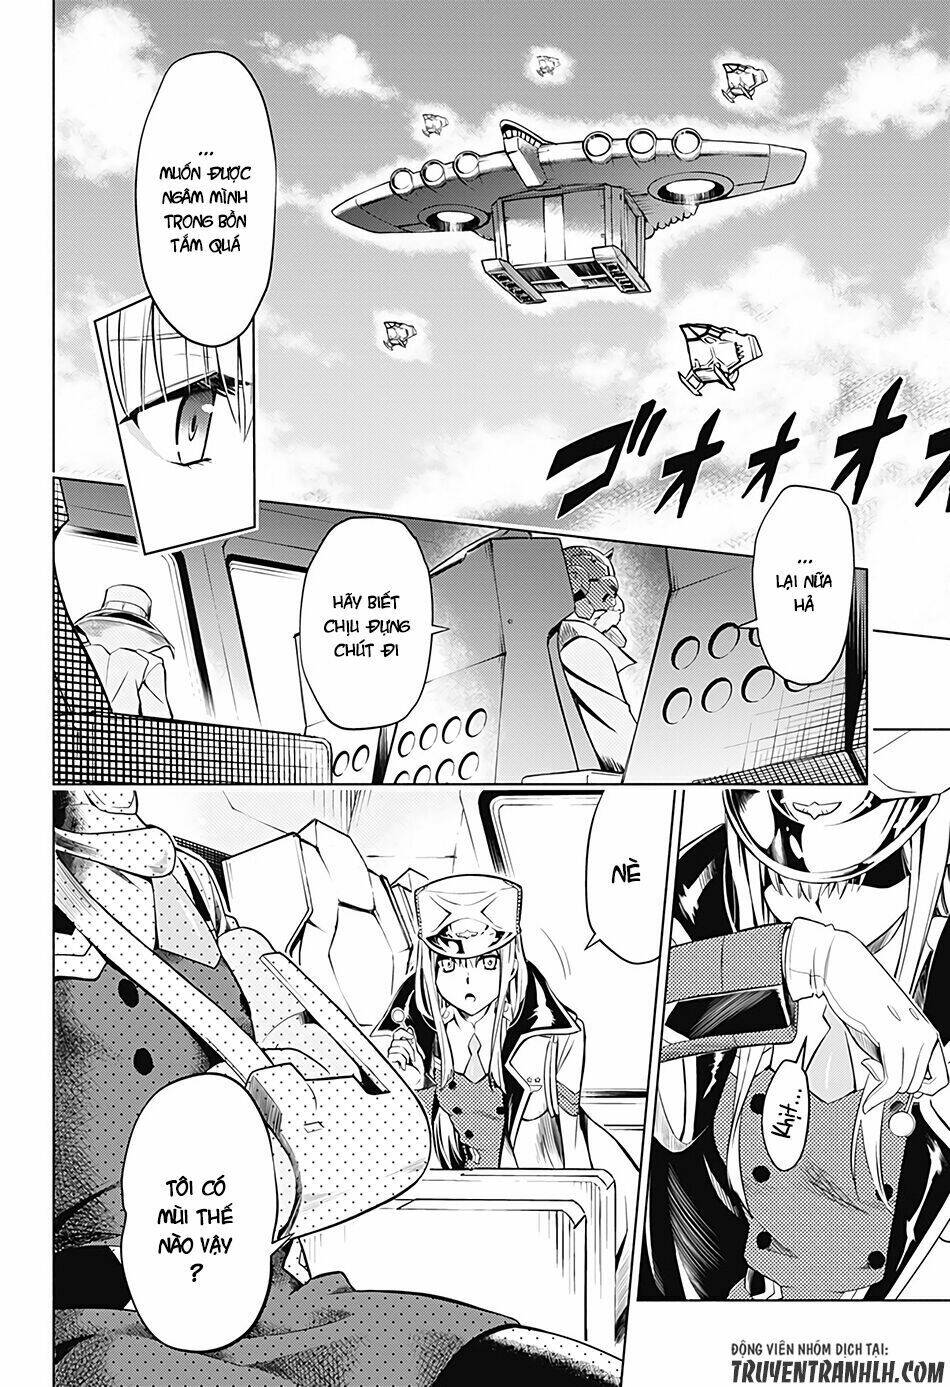 ...
MUỐN ĐƯỢC
NGÂM MÌNH
TRONG BỒN
TẮM QUÁ
ゴオオオオ
...
LẠI NỮA
HẢ
HÃY BIẾT
CHỊU ĐỰNG
CHÚT ĐI
Khịt...
NÈ
TÔI CÓ
MÙI THẾ
NÀO VẬY
?
ĐỘNG VIÊN NHÓM DỊCH TẠI:
TRUYENTRANHLH.COM